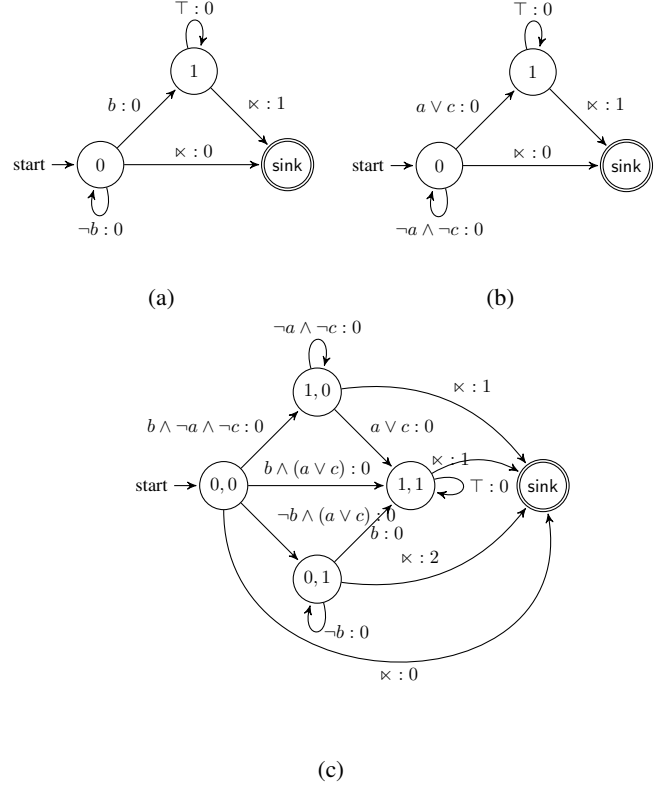 ⊤ : 0
1
b : 0
⋉ : 1
start
0
⋉ : 0
sink
¬b : 0
(a)
⊤ : 0
1
a ∨ c : 0
⋉ : 1
start
0
⋉ : 0
sink
¬a ∧ ¬c : 0
(b)
¬a ∧ ¬c : 0
1, 0
⋉ : 1
b ∧ ¬a ∧ ¬c : 0
a ∨ c : 0
start
0, 0
b ∧ (a ∨ c) : 0
1, 1
⋉ : 1
⊤ : 0
sink
¬b ∧ (a ∨ c) : 0
b : 0
0, 1
⋉ : 2
¬b : 0
⋉ : 0
(c)